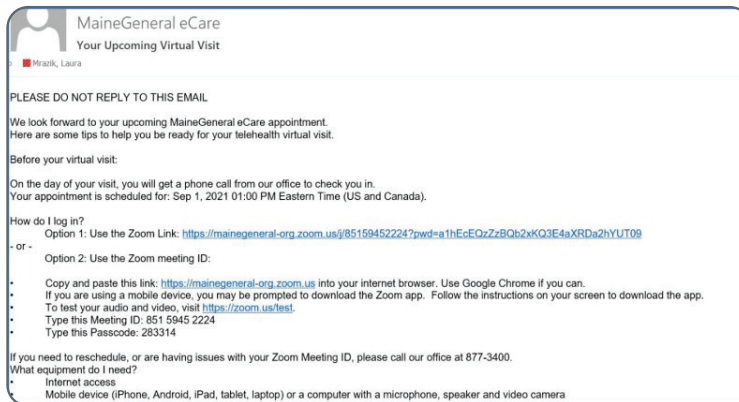 MaineGeneral eCare
Your Upcoming Virtual Visit
Mrazik, Laura
PLEASE DO NOT REPLY TO THIS EMAIL
We look forward to your upcoming MaineGeneral eCare appointment.
Here are some tips to help you be ready for your telehealth virtual visit.
Before your virtual visit:
On the day of your visit, you will get a phone call from our office to check you in.
Your appointment is scheduled for: Sep 1, 2021 01:00 PM Eastern Time (US and Canada).
How do I log in?
Option 1: Use the Zoom Link: https://mainegeneral-org.zoom.us/j/85159452224?pwd=a1hEcEQzZzBQb2xKQ3E4aXRDa2hYUT09
- or -
Option 2: Use the Zoom meeting ID:
• Copy and paste this link: https://mainegeneral-org.zoom.us into your internet browser. Use Google Chrome if you can.
• If you are using a mobile device, you may be prompted to download the Zoom app. Follow the instructions on your screen to download the app.
• To test your audio and video, visit https://zoom.us/test.
• Type this Meeting ID: 851 5945 2224
• Type this Passcode: 283314
If you need to reschedule, or are having issues with your Zoom Meeting ID, please call our office at 877-3400.
What equipment do I need?
• Internet access
• Mobile device (iPhone, Android, iPad, tablet, laptop) or a computer with a microphone, speaker and video camera